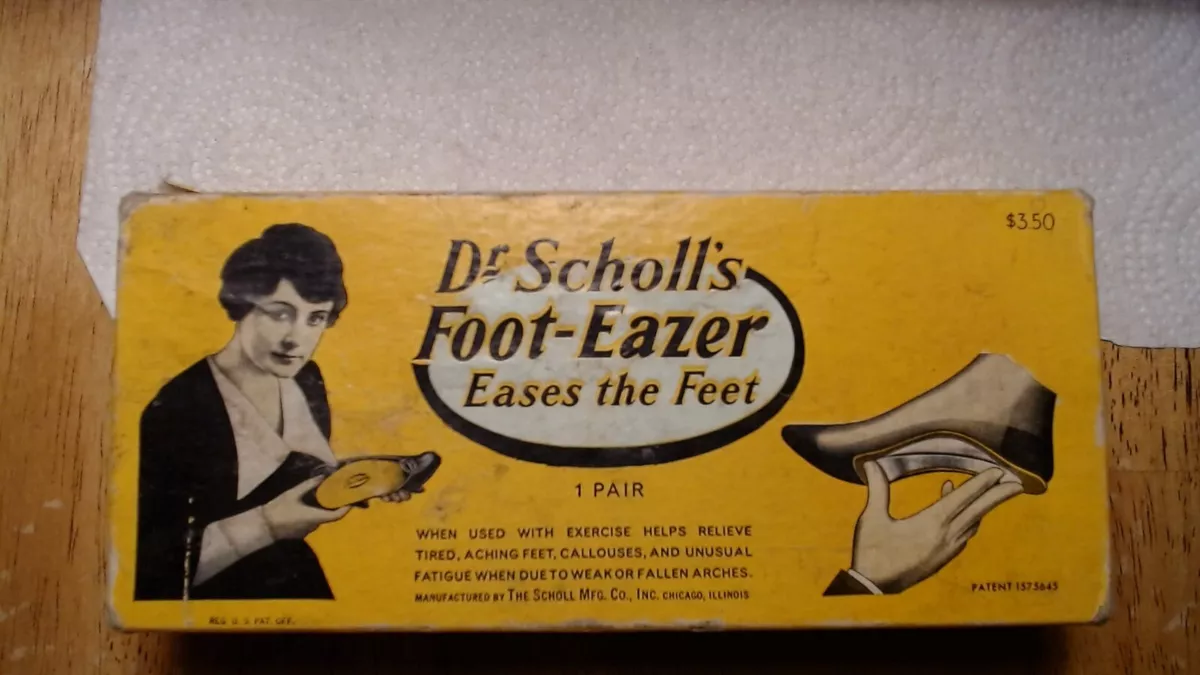 $3.50
Dr Scholl's
Foot-Eazer
Eases the Feet
1 PAIR
WHEN USED WITH EXERCISE HELPS RELIEVE
TIRED, ACHING FEET, CALLOUSES, AND UNUSUAL
FATIGUE WHEN DUE TO WEAK OR FALLEN ARCHES.
MANUFACTURED BY THE SCHOLL MFG. CO., INC. CHICAGO, ILLINOIS
PATENT 1575645
REG. U. S. PAT. OFF.